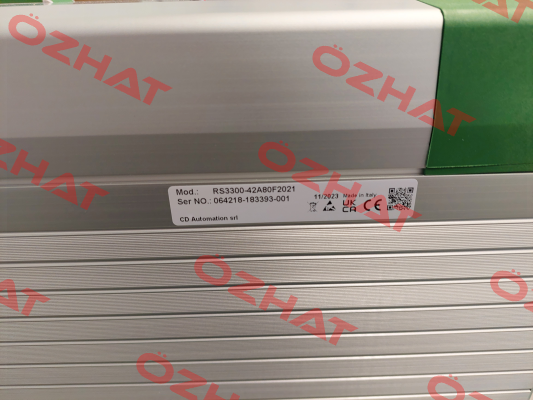 ÖZHAT
ÖZHAT
ÖZHAT
ÖZHAT
Mod.: RS3300-42A80F2021
Ser NO.: 064218-183393-001
CD Automation srl
11/2023 Made in Italy
UK
CA
CE
ÖZHAT
ÖZHAT
ÖZHAT
ÖZHAT